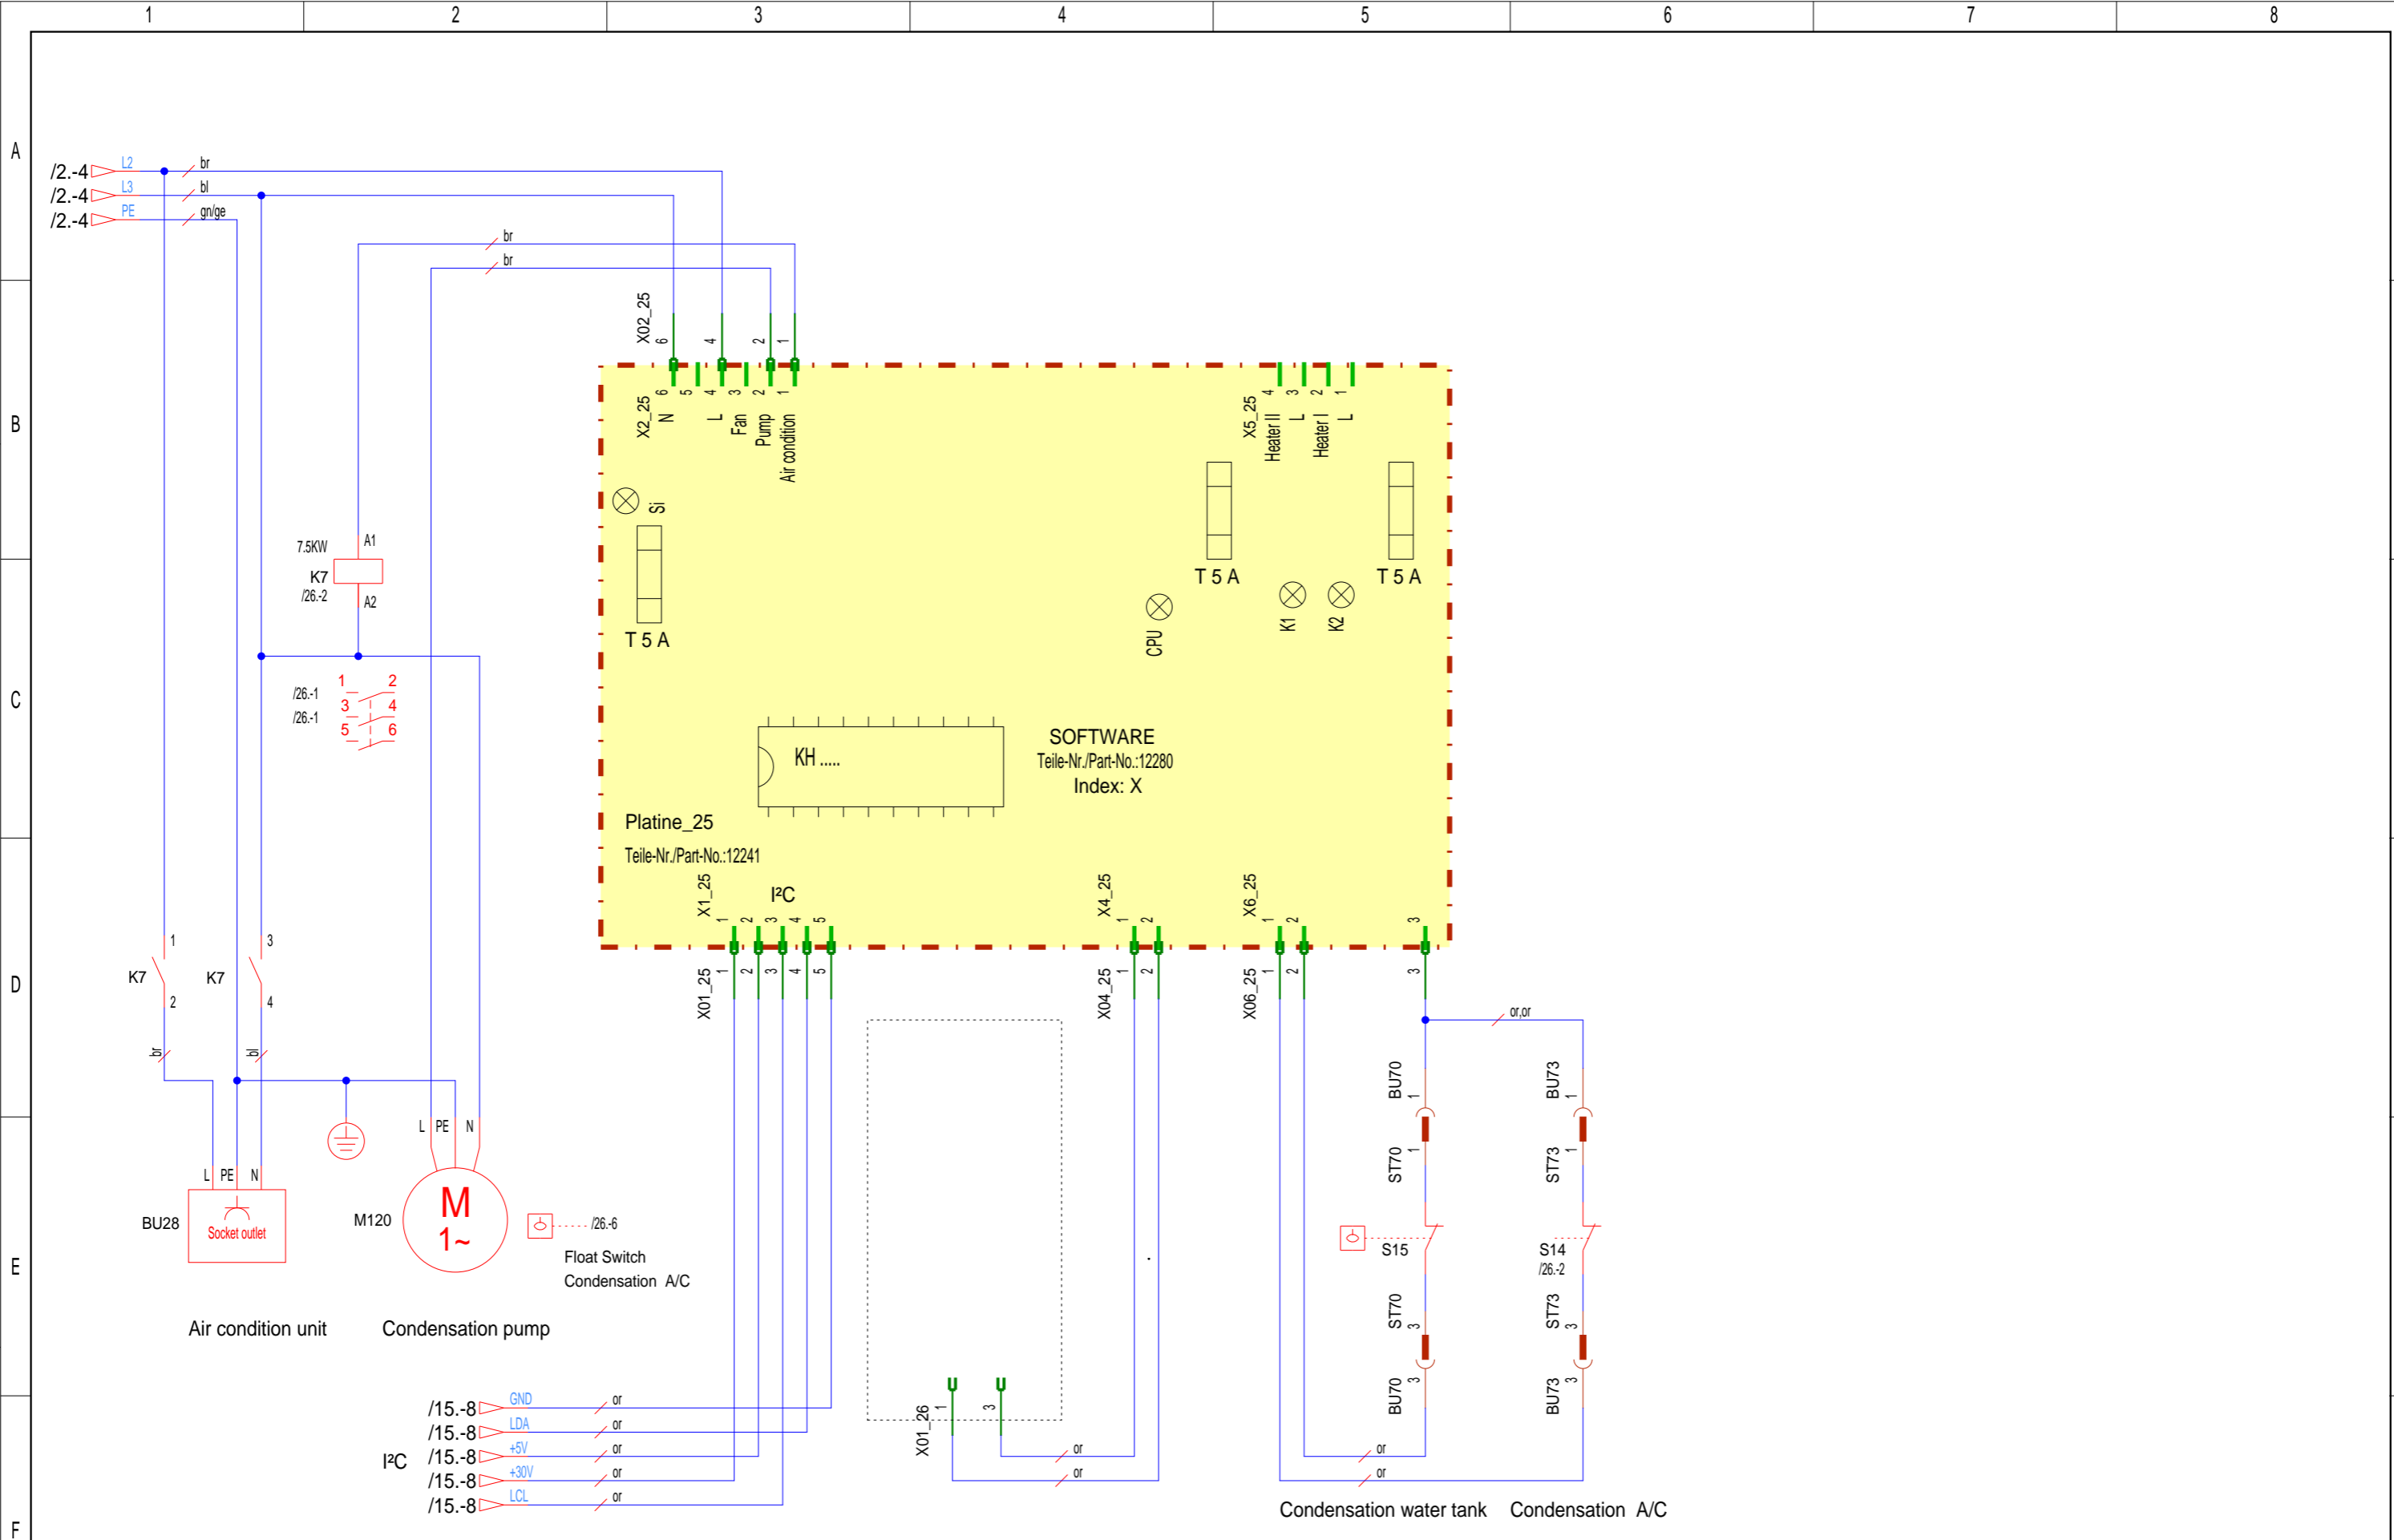 1 2 3 4 5 6 7 8
A
/2.-4 L2 br
/2.-4 L3 bl
/2.-4 PE gn/ge
br
br
X02_25 6 4 2 1
B
X2_25 6 5 4 3 2 1
N L Fan Pump Air condition
X5_25 4 3 2 1
Heater II L Heater I L
Si
T 5 A
T 5 A
T 5 A
7.5KW
A1
K7
/26.-2
A2
CPU
K1
K2
C
/26.-1
/26.-1
1 2
3 4
5 6
KH .....
SOFTWARE
Teile-Nr./Part-No.:12280
Index: X
Platine_25
Teile-Nr./Part-No.:12241
I²C
X1_25 1 2 3 4 5
X4_25 1 2
X6_25 1 2 3
D
K7 1 2
K7 3 4
X01_25 1 2 3 4 5
X04_25 1 2
X06_25 1 2 3
or,or
br
bl
BU70 1
BU73 1
L PE N
L PE N
ST70 1
ST73 1
E
BU28
Socket outlet
M120
M
1~
/26.-6
Float Switch
Condensation A/C
S15
S14
/26.-2
ST70 3
ST73 3
Air condition unit
Condensation pump
BU70 3
BU73 3
X01_26 1 3
/15.-8 GND or
/15.-8 LDA or
I²C
/15.-8 +5V or
/15.-8 +30V or
/15.-8 LCL or
or
or
or
or
Condensation water tank
Condensation A/C
F